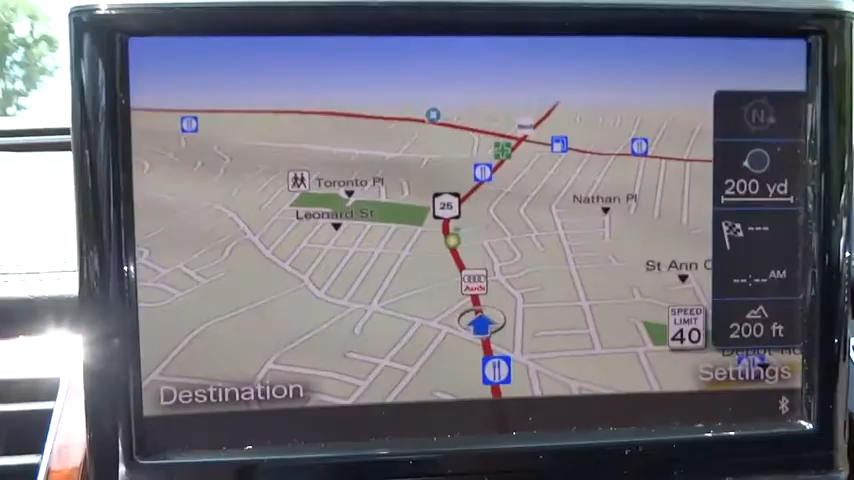 N
Toronto Pl
25
Nathan Pl
200 yd
Leonard St
---
St Ann
Audi
--:-- AM
SPEED
LIMIT
40
200 ft
Destination
Settings